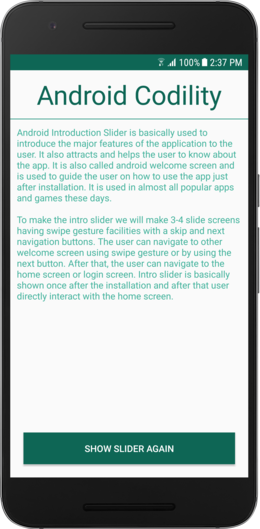 100% 2:37 PM
Android Codility
Android Introduction Slider is basically used to
introduce the major features of the application to the
user. It also attracts and helps the user to know about
the app. It is also called android welcome screen and
is used to guide the user on how to use the app just
after installation. It is used in almost all popular apps
and games these days.
To make the intro slider we will make 3-4 slide screens
having swipe gesture facilities with a skip and next
navigation buttons. The user can navigate to other
welcome screen using swipe gesture or by using the
next button. After that, the user can navigate to the
home screen or login screen. Intro slider is basically
shown once after the installation and after that user
directly interact with the home screen.
SHOW SLIDER AGAIN